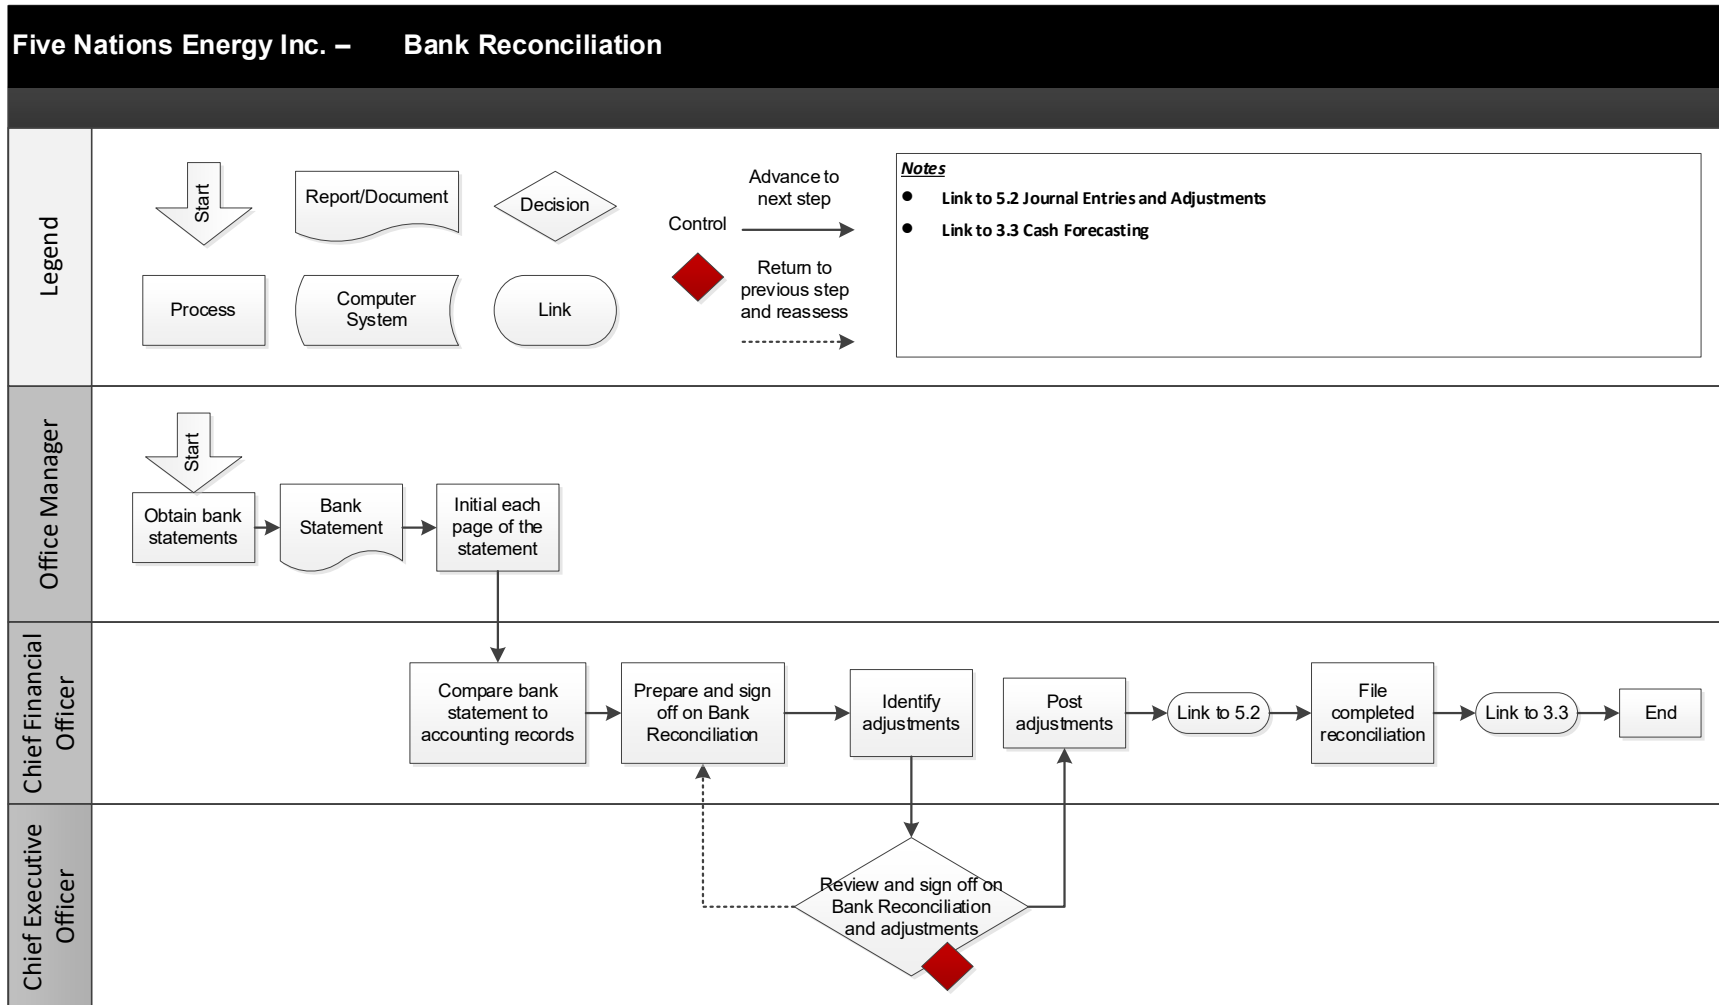 Five Nations Energy Inc. – Bank Reconciliation
Legend
Start
Report/Document
Decision
Process
Computer
System
Link
Control
Advance to
next step
Return to
previous step
and reassess
Notes
● Link to 5.2 Journal Entries and Adjustments
● Link to 3.3 Cash Forecasting
Office Manager
Start
Obtain bank
statements
Bank
Statement
Initial each
page of the
statement
Chief Financial
Officer
Compare bank
statement to
accounting records
Prepare and sign
off on Bank
Reconciliation
Identify
adjustments
Post
adjustments
Link to 5.2
File
completed
reconciliation
Link to 3.3
End
Chief Executive
Officer
Review and sign off on
Bank Reconciliation
and adjustments